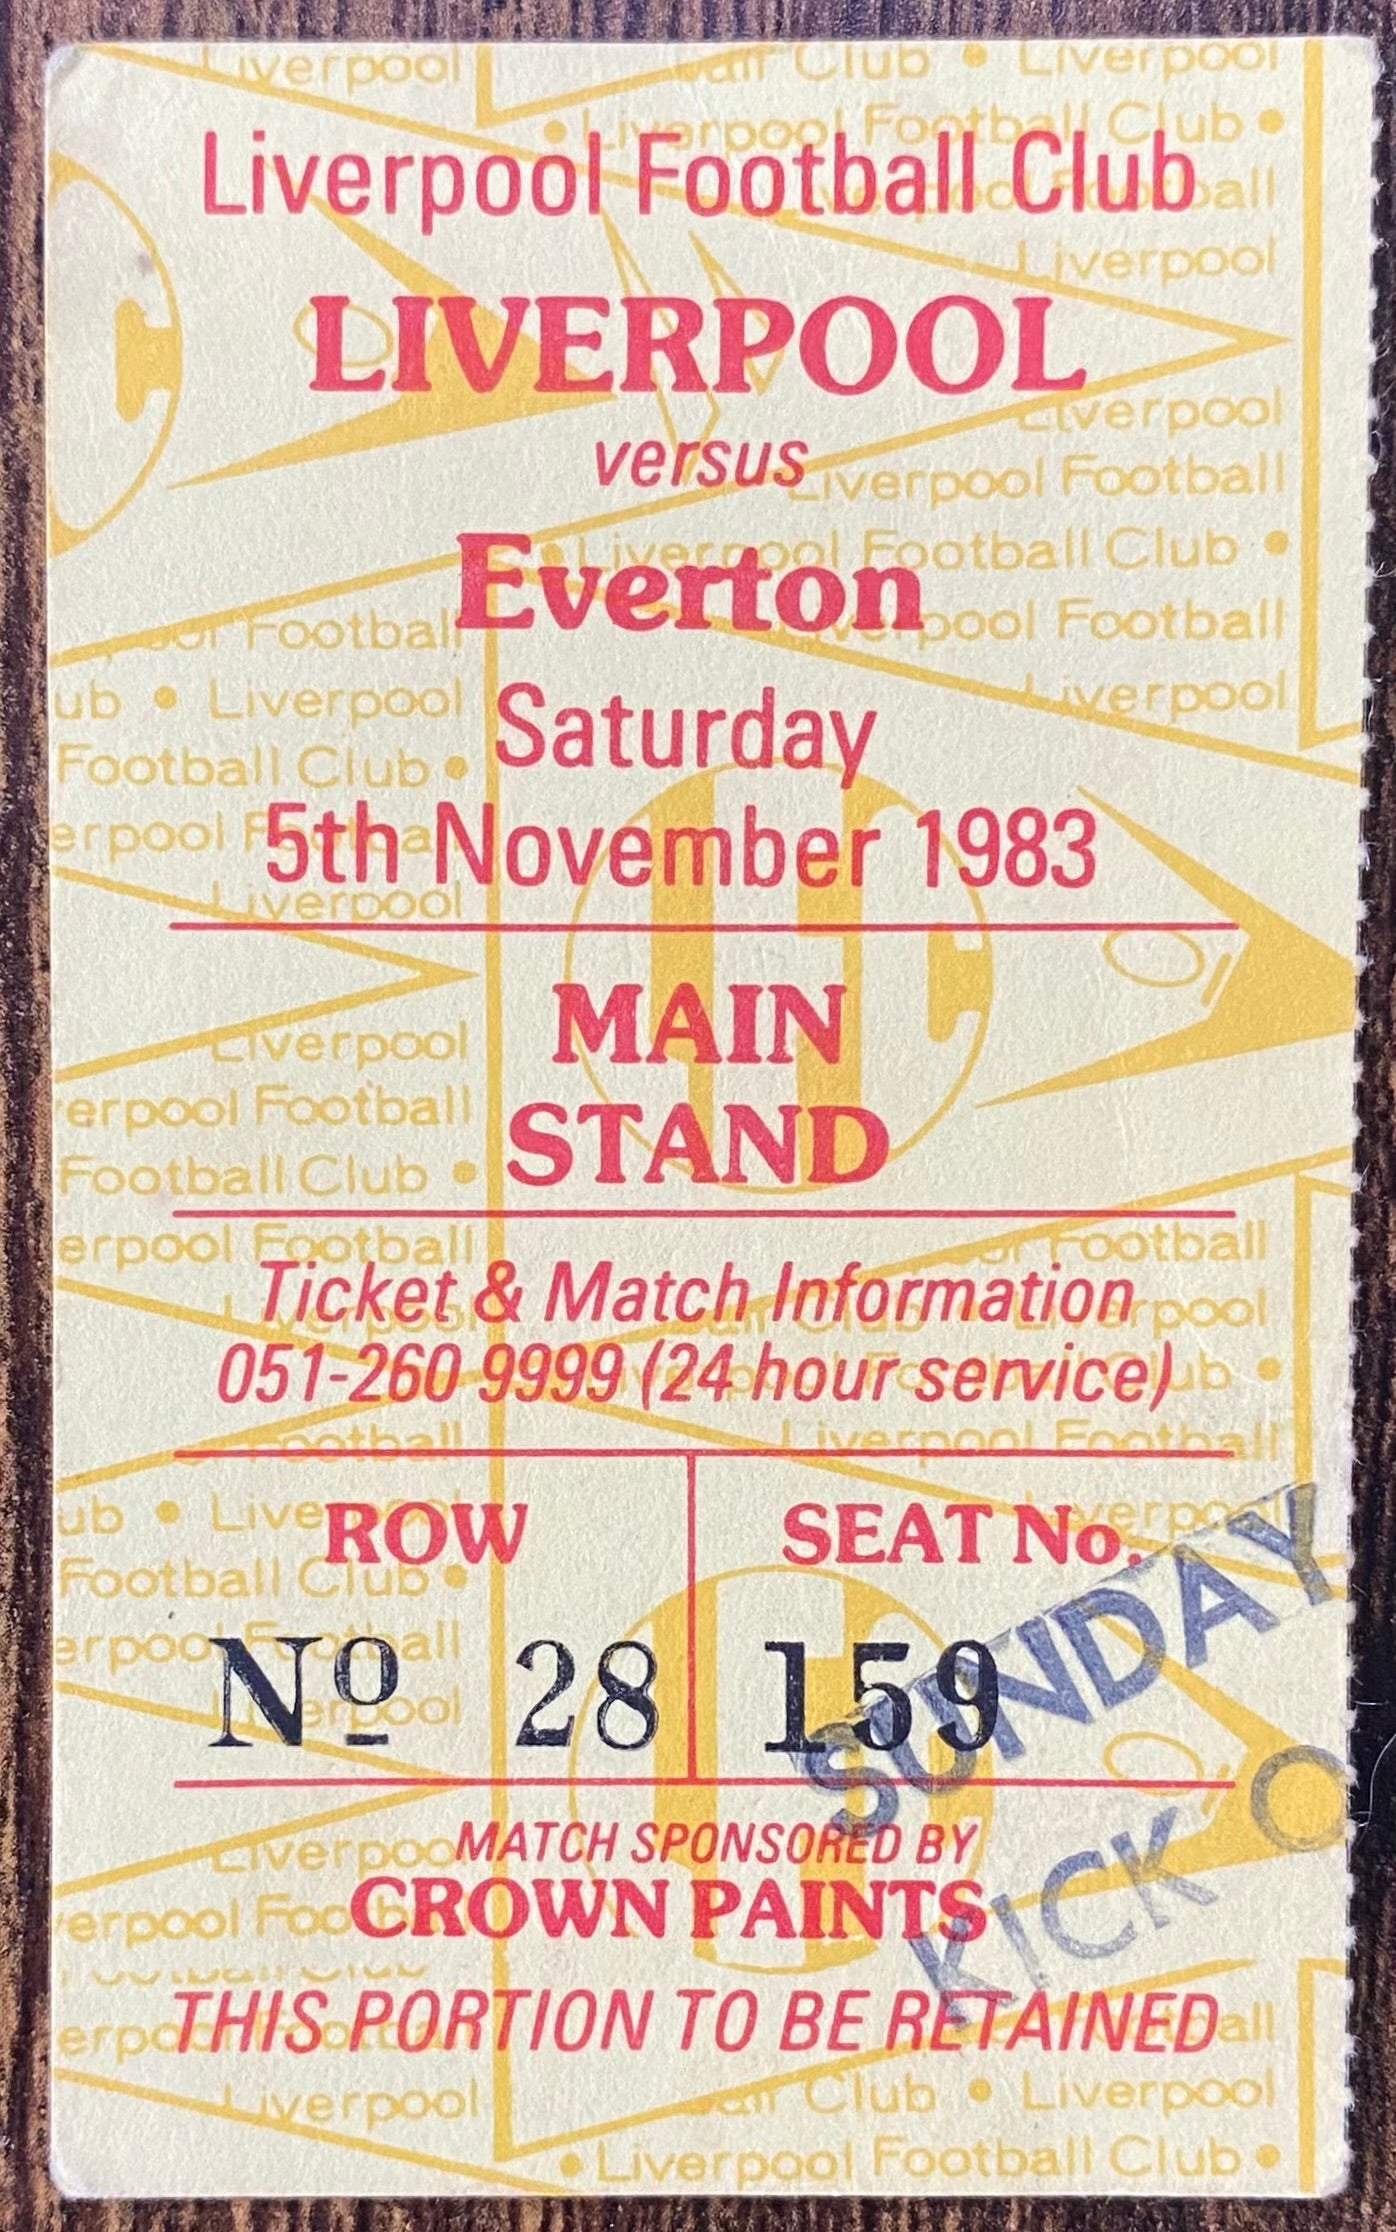 Liverpool Football Club
LIVERPOOL
versus
Everton
Saturday
5th November 1983
MAIN
STAND
Ticket & Match Information
051-260 9999 (24 hour service)
ROW
SEAT No.
Nº 28
159
SUNDAY
KICK O
MATCH SPONSORED BY
CROWN PAINTS
THIS PORTION TO BE RETAINED